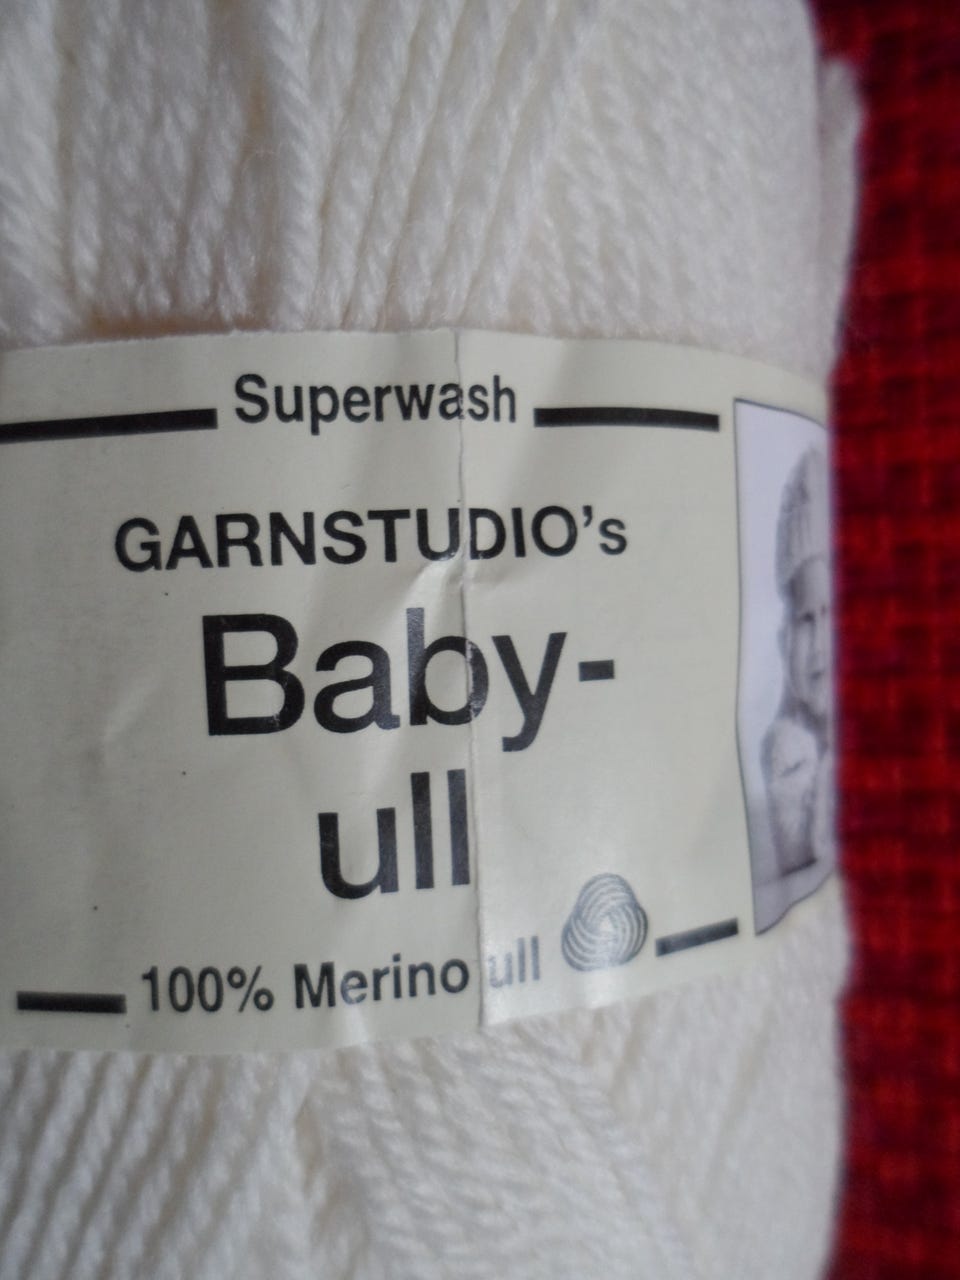 Superwash
GARNSTUDIO's
Baby-
ull
100% Merino ull